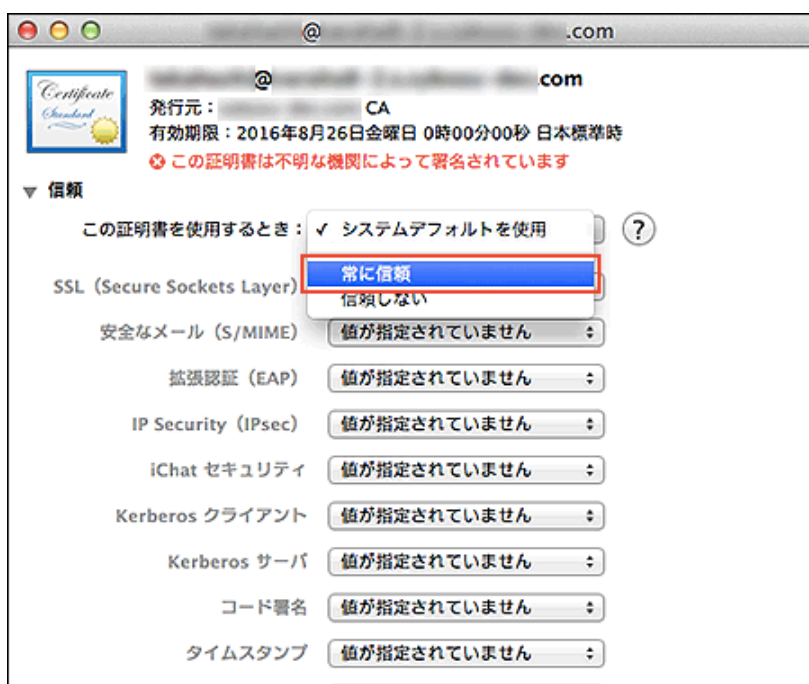 @ .com
Certificate
Standard
@ .com
発行元： CA
有効期限：2016年8月26日金曜日 0時00分00秒 日本標準時
この証明書は不明な機関によって署名されています
▼ 信頼
この証明書を使用するとき： ✓ システムデフォルトを使用 ?
常に信頼
SSL（Secure Sockets Layer）
信頼しない
安全なメール（S/MIME） 値が指定されていません
拡張認証（EAP） 値が指定されていません
IP Security（IPsec） 値が指定されていません
iChat セキュリティ 値が指定されていません
Kerberos クライアント 値が指定されていません
Kerberos サーバ 値が指定されていません
コード署名 値が指定されていません
タイムスタンプ 値が指定されていません